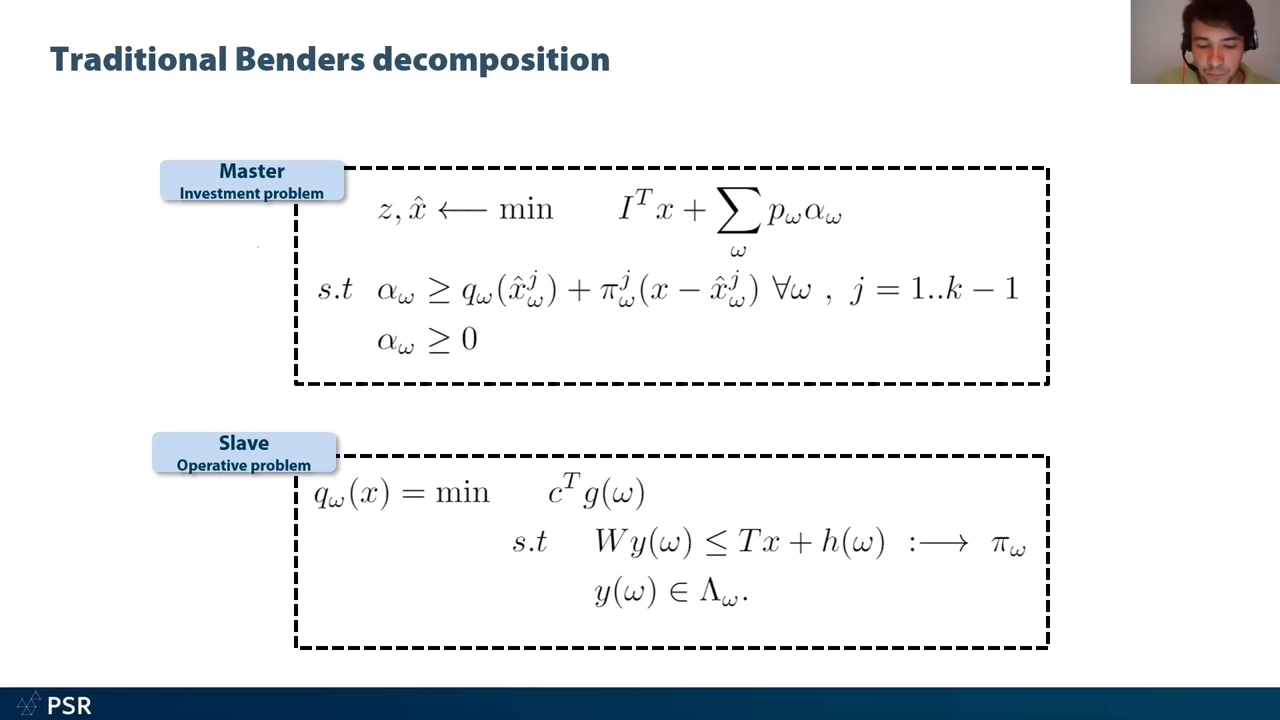 Traditional Benders decomposition
Master
Investment problem
z, x̂ ⟵ min I^T x + ∑_ω p_ω α_ω
s.t α_ω ≥ q_ω(x̂_ω^j) + π_ω^j(x − x̂_ω^j) ∀ω , j = 1..k − 1
α_ω ≥ 0
Slave
Operative problem
q_ω(x) = min c^T g(ω)
s.t Wy(ω) ≤ Tx + h(ω) :⟶ π_ω
y(ω) ∈ Λ_ω.
PSR